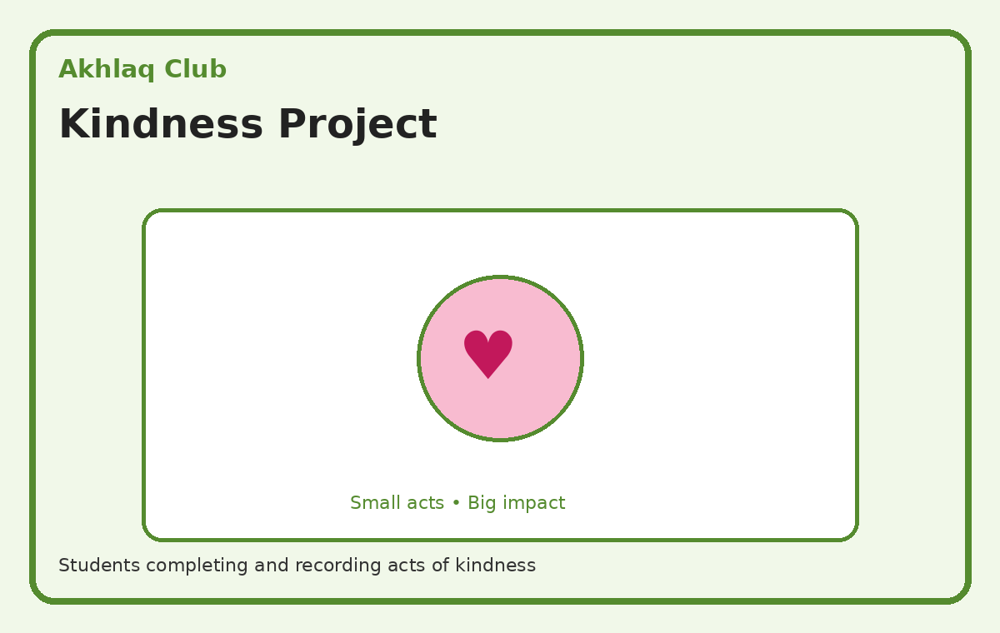 Akhlaq Club
Kindness Project
Small acts • Big impact
Students completing and recording acts of kindness